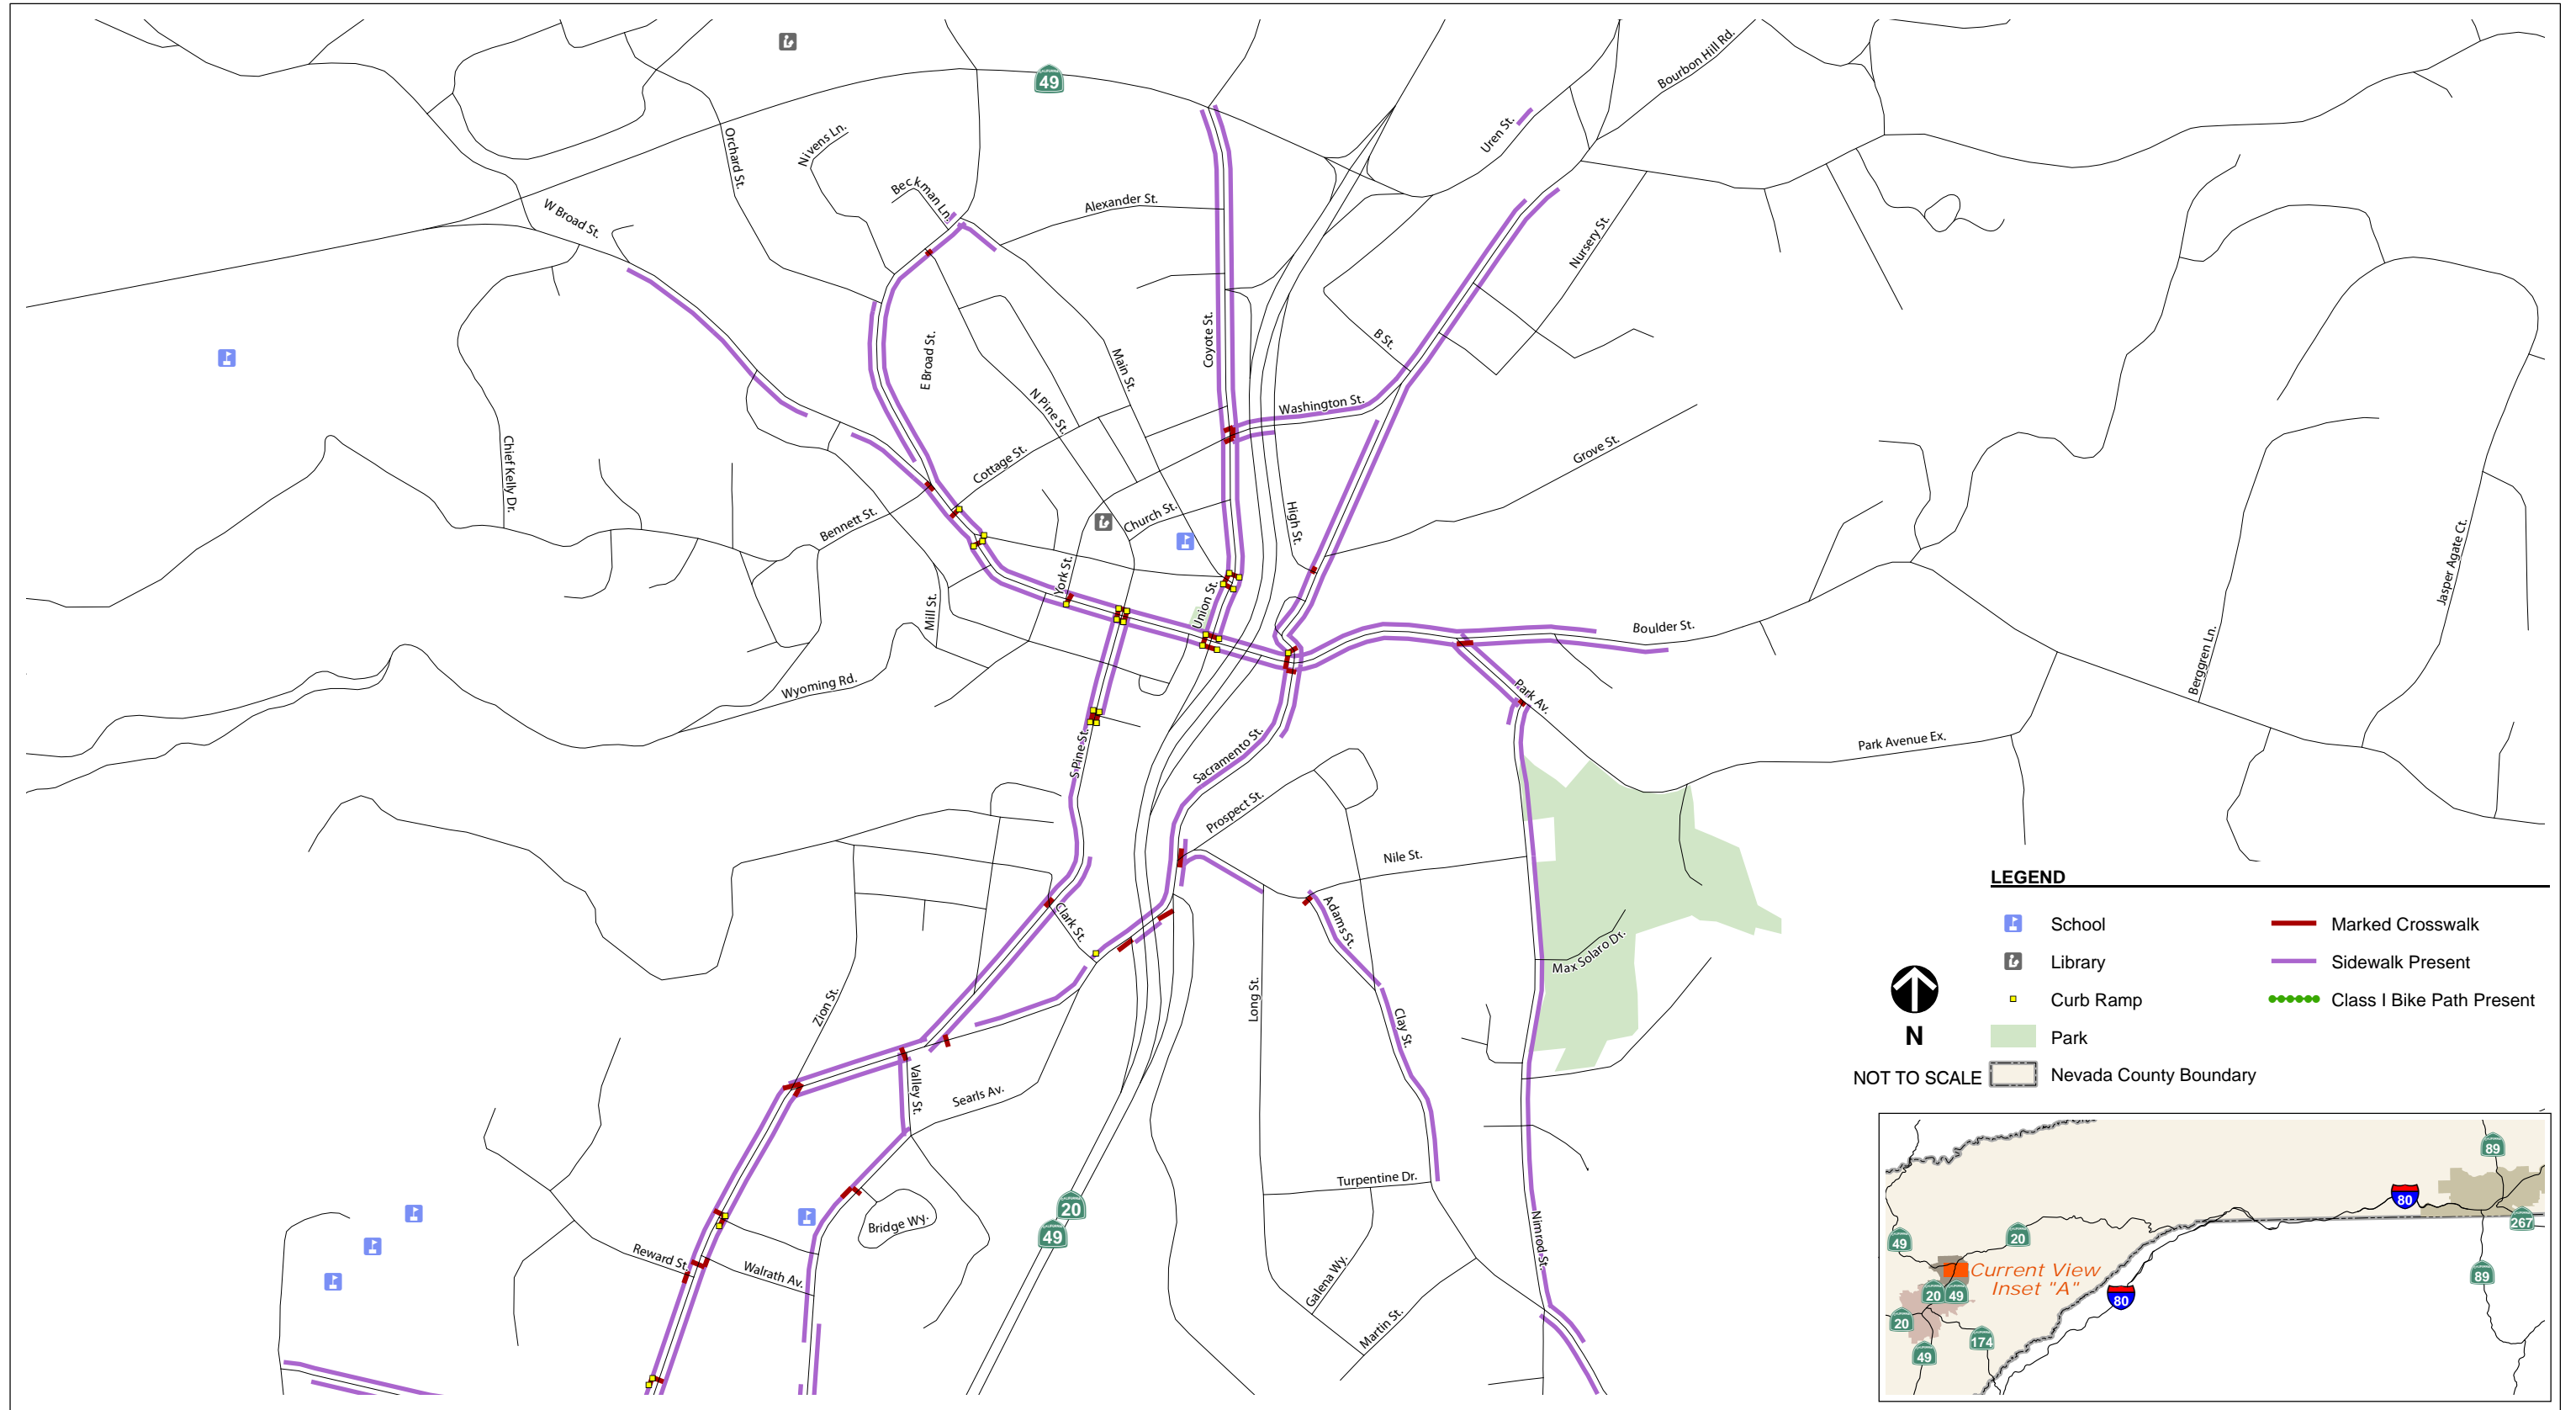 CALIFORNIA
49
Bourbon Hill Rd.
Uren St.
Orchard St.
Nivens Ln.
Beckman Ln.
Alexander St.
W Broad St.
Nursery St.
Coyote St.
B St.
E Broad St.
Main St.
N Pine St.
Washington St.
Grove St.
Cottage St.
Chief Kelly Dr.
Bennett St.
Church St.
High St.
York St.
Union St.
Mill St.
Boulder St.
Jasper Agate Ct.
Berggren Ln.
Wyoming Rd.
Park Av.
S Pine St.
Sacramento St.
Park Avenue Ex.
Prospect St.
Nile St.
Clark St.
Adams St.
Max Solaro Dr.
Zion St.
Long St.
Clay St.
Valley St.
Searls Av.
Turpentine Dr.
Bridge Wy.
CALIFORNIA
20
CALIFORNIA
49
Nimrod St.
Reward St.
Walrath Av.
Galena Wy.
Martin St.
LEGEND
School
Library
Curb Ramp
Park
Nevada County Boundary
Marked Crosswalk
Sidewalk Present
Class I Bike Path Present
N
NOT TO SCALE
89
80
267
49
20
Current View
Inset "A"
89
20
49
80
20
174
49